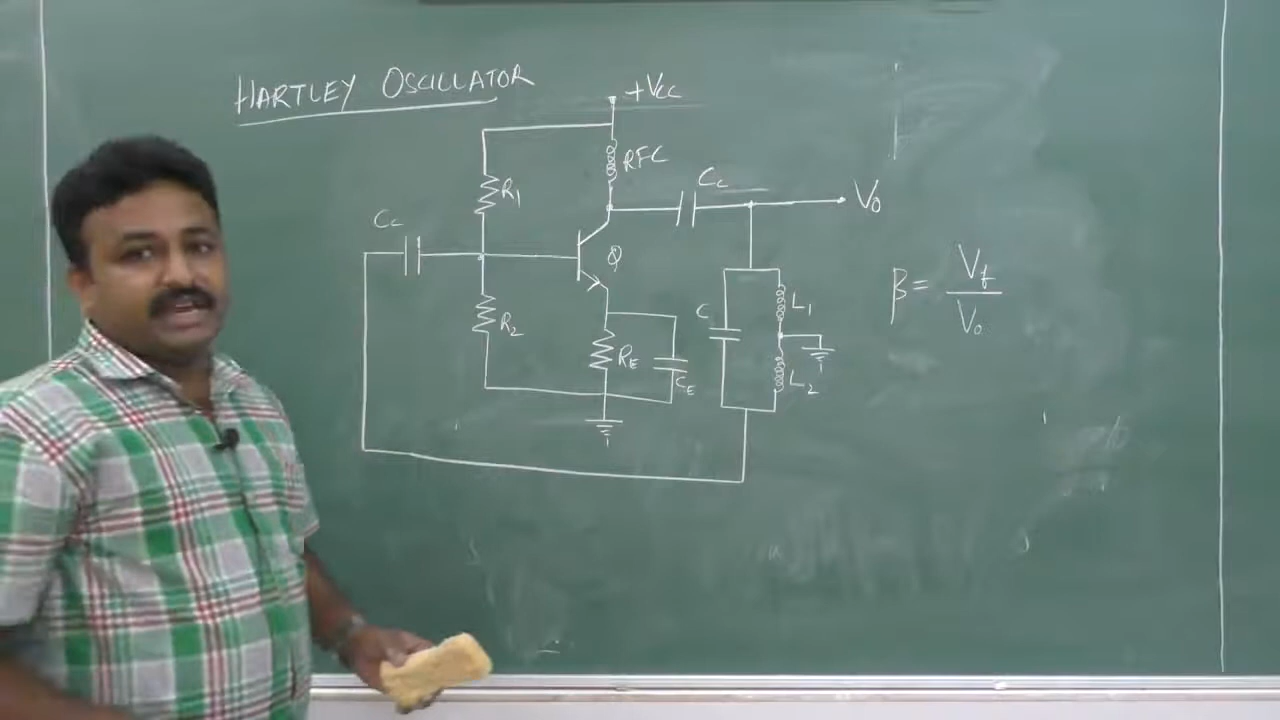 HARTLEY OSCILLATOR
+VCC
RFC
R1
CC
V0
CC
Q
R2
RE
CE
C
L1
L2
β = Vf / V0